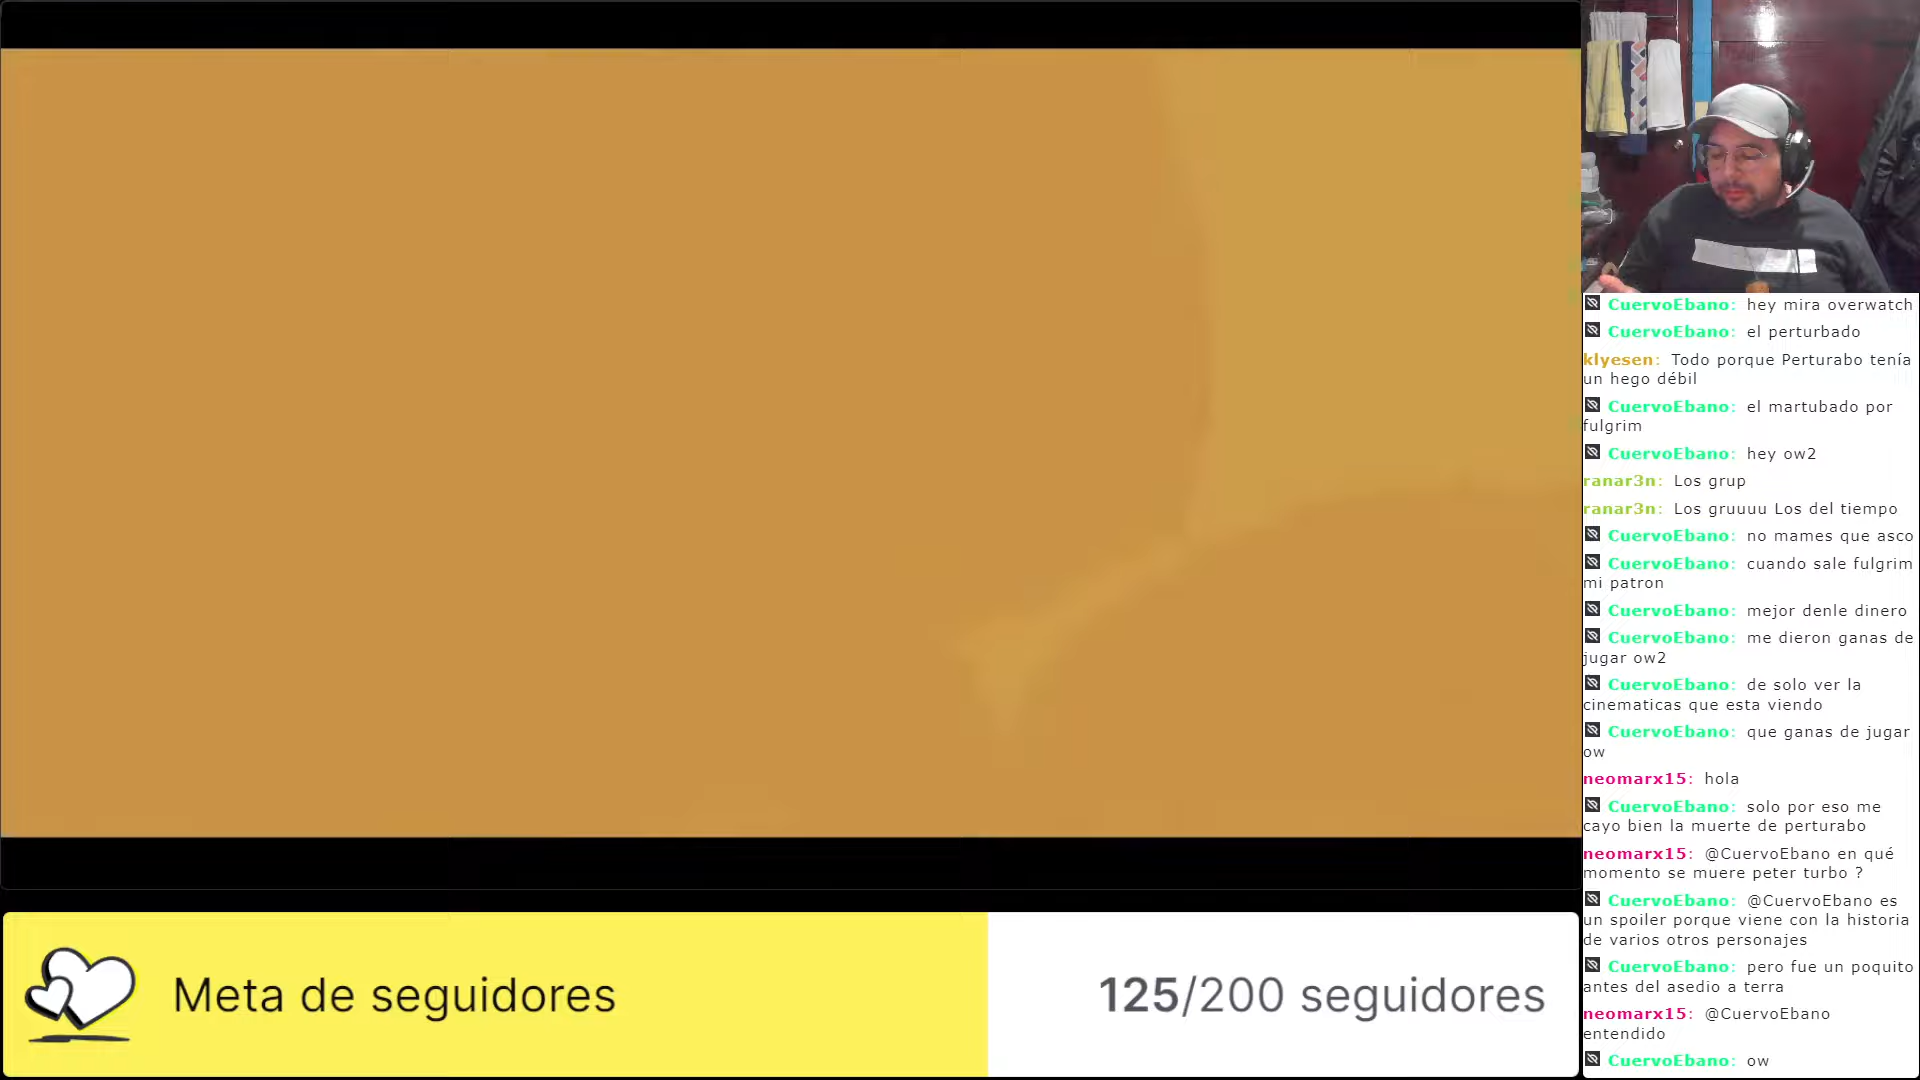 CuervoEbano: hey mira overwatch
CuervoEbano: el perturbado
klyesen: Todo porque Perturabo tenía
un hego débil
CuervoEbano: el martubado por
fulgrim
CuervoEbano: hey ow2
ranar3n: Los grup
ranar3n: Los gruuuu Los del tiempo
CuervoEbano: no mames que asco
CuervoEbano: cuando sale fulgrim
mi patron
CuervoEbano: mejor denle dinero
CuervoEbano: me dieron ganas de
jugar ow2
CuervoEbano: de solo ver la
cinematicas que esta viendo
CuervoEbano: que ganas de jugar
ow
neomarx15: hola
CuervoEbano: solo por eso me
cayo bien la muerte de perturabo
neomarx15: @CuervoEbano en qué
momento se muere peter turbo ?
CuervoEbano: @CuervoEbano es
un spoiler porque viene con la historia
de varios otros personajes
CuervoEbano: pero fue un poquito
antes del asedio a terra
neomarx15: @CuervoEbano
entendido
CuervoEbano: ow
Meta de seguidores
125/200 seguidores